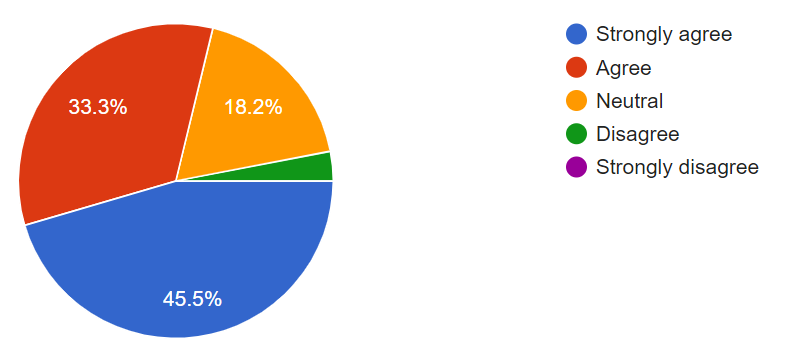 33.3%
18.2%
45.5%
Strongly agree
Agree
Neutral
Disagree
Strongly disagree